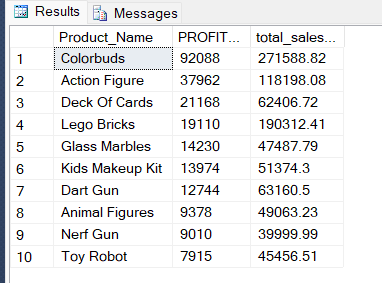 Results Messages
Product_Name PROFIT... total_sales...
1 Colorbuds 92088 271588.82
2 Action Figure 37962 118198.08
3 Deck Of Cards 21168 62406.72
4 Lego Bricks 19110 190312.41
5 Glass Marbles 14230 47487.79
6 Kids Makeup Kit 13974 51374.3
7 Dart Gun 12744 63160.5
8 Animal Figures 9378 49063.23
9 Nerf Gun 9010 39999.99
10 Toy Robot 7915 45456.51